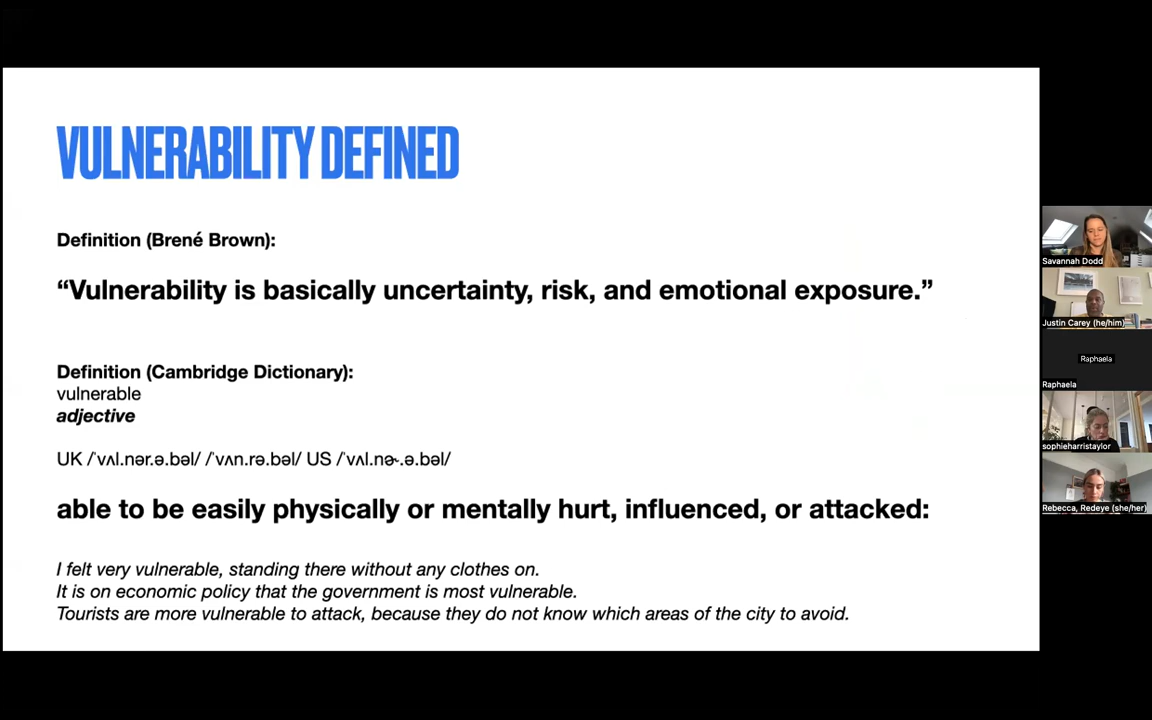 VULNERABILITY DEFINED
Definition (Brené Brown):
“Vulnerability is basically uncertainty, risk, and emotional exposure.”
Definition (Cambridge Dictionary):
vulnerable
adjective
UK /ˈvʌl.nər.ə.bəl/ /ˈvʌn.rə.bəl/ US /ˈvʌl.nɚ.ə.bəl/
able to be easily physically or mentally hurt, influenced, or attacked:
I felt very vulnerable, standing there without any clothes on.
It is on economic policy that the government is most vulnerable.
Tourists are more vulnerable to attack, because they do not know which areas of the city to avoid.
Savannah Dodd
Justin Carey (he/him)
Raphaela
Raphaela
sophieharristaylor
Rebecca, Redeye (she/her)